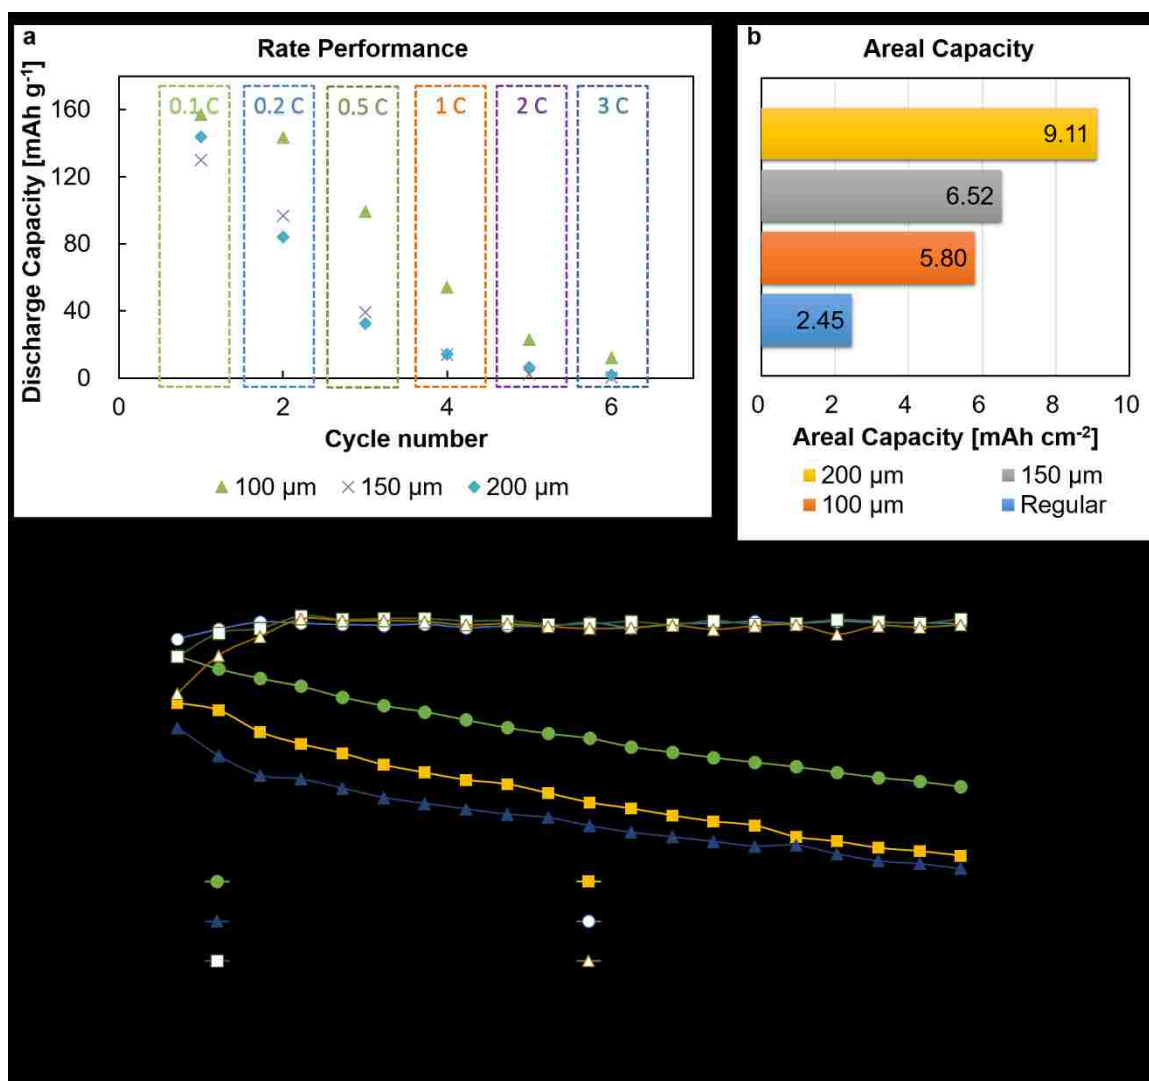 a
Rate Performance
Discharge Capacity [mAh g-1]
160
120
80
40
0
0.1 C
0.2 C
0.5 C
1 C
2 C
3 C
0
2
4
6
Cycle number
100 µm
150 µm
200 µm
b
Areal Capacity
9.11
6.52
5.80
2.45
0
2
4
6
8
10
Areal Capacity [mAh cm-2]
200 µm
150 µm
100 µm
Regular